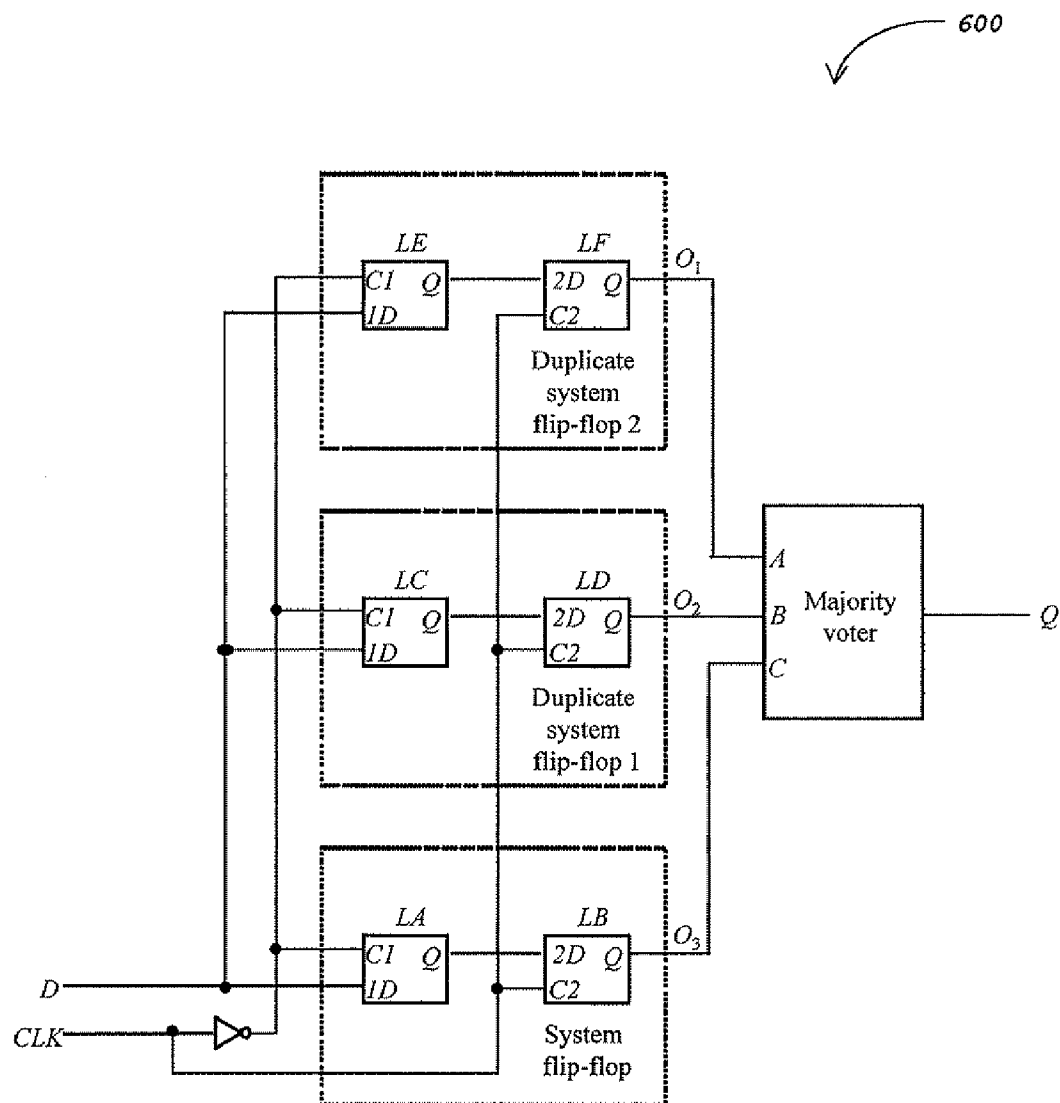 600
LE
LF
C1 Q
1D
2D Q
C2
O1
Duplicate
system
flip-flop 2
LC
LD
C1 Q
1D
2D Q
C2
O2
Duplicate
system
flip-flop 1
A
B
C
Majority
voter
Q
LA
LB
C1 Q
1D
2D Q
C2
O3
System
flip-flop
D
CLK